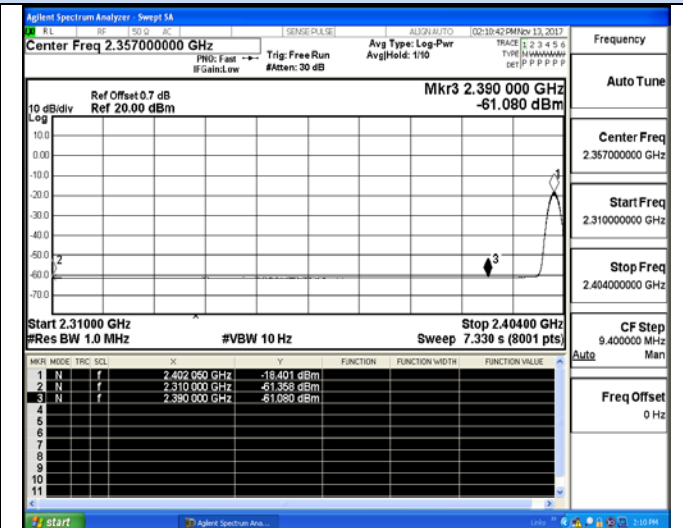 Agilent Spectrum Analyzer - Swept SA
RL RF 50 Ω AC SENSE:PULSE ALIGN AUTO 02:10:42 PM Nov 13, 2017
Center Freq 2.357000000 GHz
PNO: Fast
IFGain:Low
Trig: Free Run
#Atten: 30 dB
Avg Type: Log-Pwr
Avg|Hold: 1/10
TRACE 1 2 3 4 5 6
TYPE
DET P P P P P P
Frequency
Ref Offset 0.7 dB
10 dB/div Ref 20.00 dBm
Log
Mkr3 2.390 000 GHz
-61.080 dBm
10.0
0.00
-10.0
-20.0
-30.0
-40.0
-50.0
-60.0
-70.0
1
2
3
Start 2.31000 GHz
Stop 2.40400 GHz
#Res BW 1.0 MHz #VBW 10 Hz Sweep 7.330 s (8001 pts)
MKR MODE TRC SCL X Y FUNCTION FUNCTION WIDTH FUNCTION VALUE
1 N f 2.402 050 GHz -18.401 dBm
2 N f 2.310 000 GHz -61.358 dBm
3 N f 2.390 000 GHz -61.080 dBm
4
5
6
7
8
9
10
11
Auto Tune
Center Freq
2.357000000 GHz
Start Freq
2.310000000 GHz
Stop Freq
2.404000000 GHz
CF Step
9.400000 MHz
Auto Man
Freq Offset
0 Hz
start Agilent Spectrum Ana... Links 2:10 PM